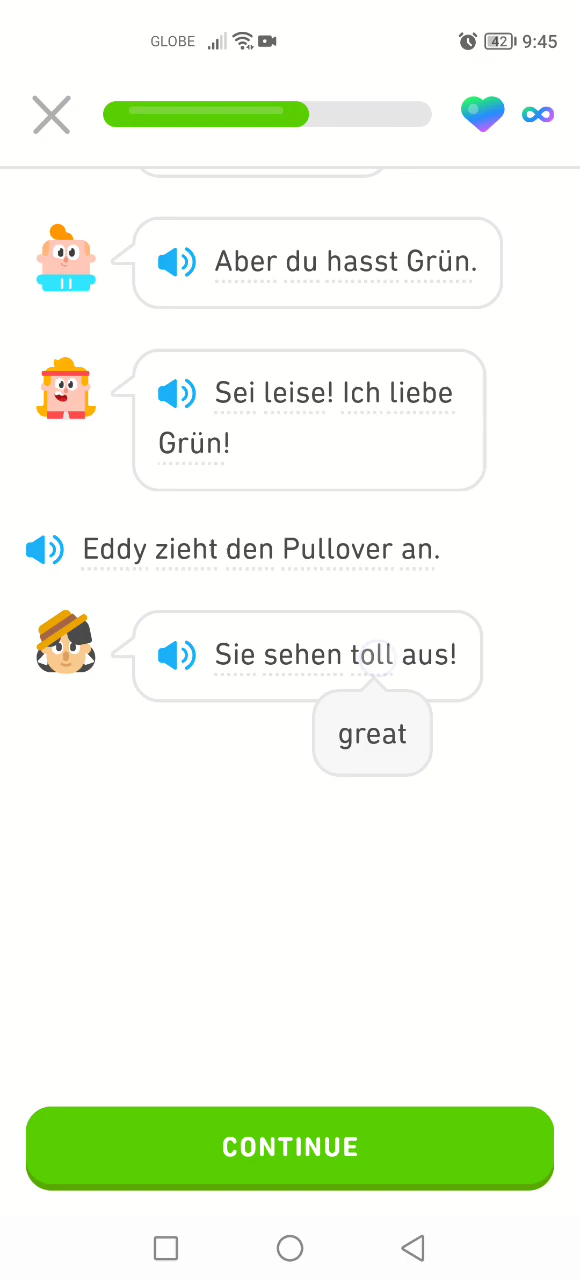 GLOBE 42 9:45
Aber du hasst Grün.
Sei leise! Ich liebe
Grün!
Eddy zieht den Pullover an.
Sie sehen toll aus!
great
CONTINUE